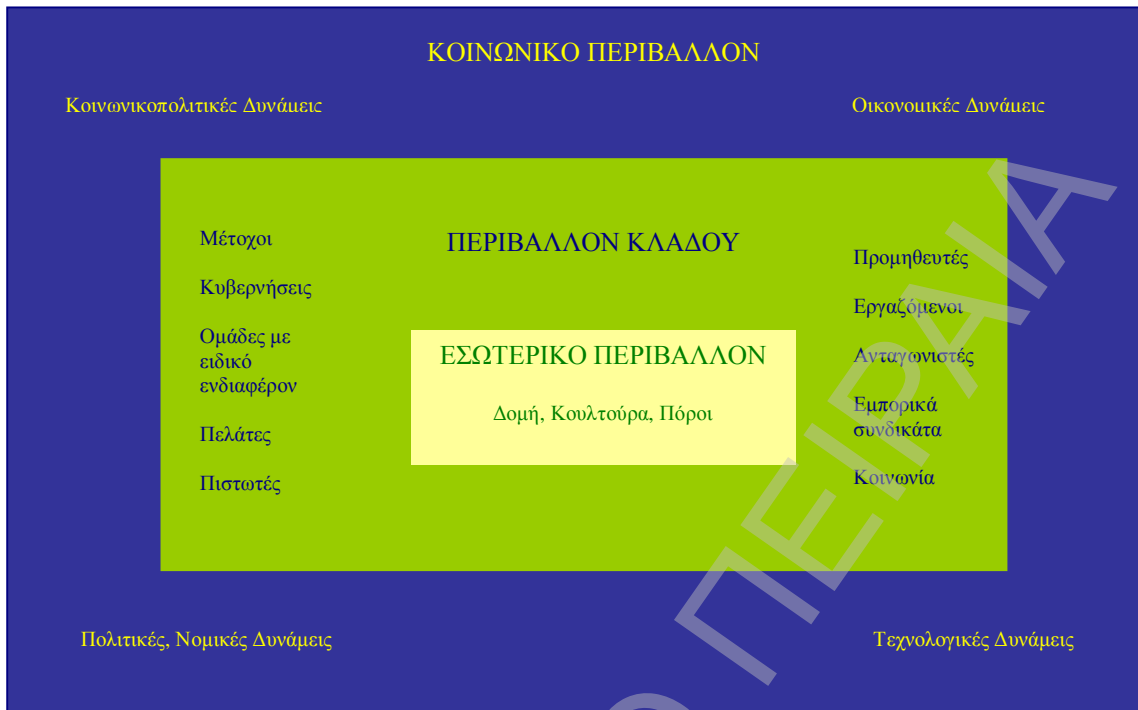 ΚΟΙΝΩΝΙΚΟ ΠΕΡΙΒΑΛΛΟΝ
Κοινωνικοπολιτικές Δυνάμεις
Οικονομικές Δυνάμεις
ΠΕΡΙΒΑΛΛΟΝ ΚΛΑΔΟΥ
Μέτοχοι
Κυβερνήσεις
Ομάδες με
ειδικό
ενδιαφέρον
Πελάτες
Πιστωτές
ΕΣΩΤΕΡΙΚΟ ΠΕΡΙΒΑΛΛΟΝ
Δομή, Κουλτούρα, Πόροι
Προμηθευτές
Εργαζόμενοι
Ανταγωνιστές
Εμπορικά
συνδικάτα
Κοινωνία
Πολιτικές, Νομικές Δυνάμεις
Τεχνολογικές Δυνάμεις
ΠΕΙΡΑΙΑ